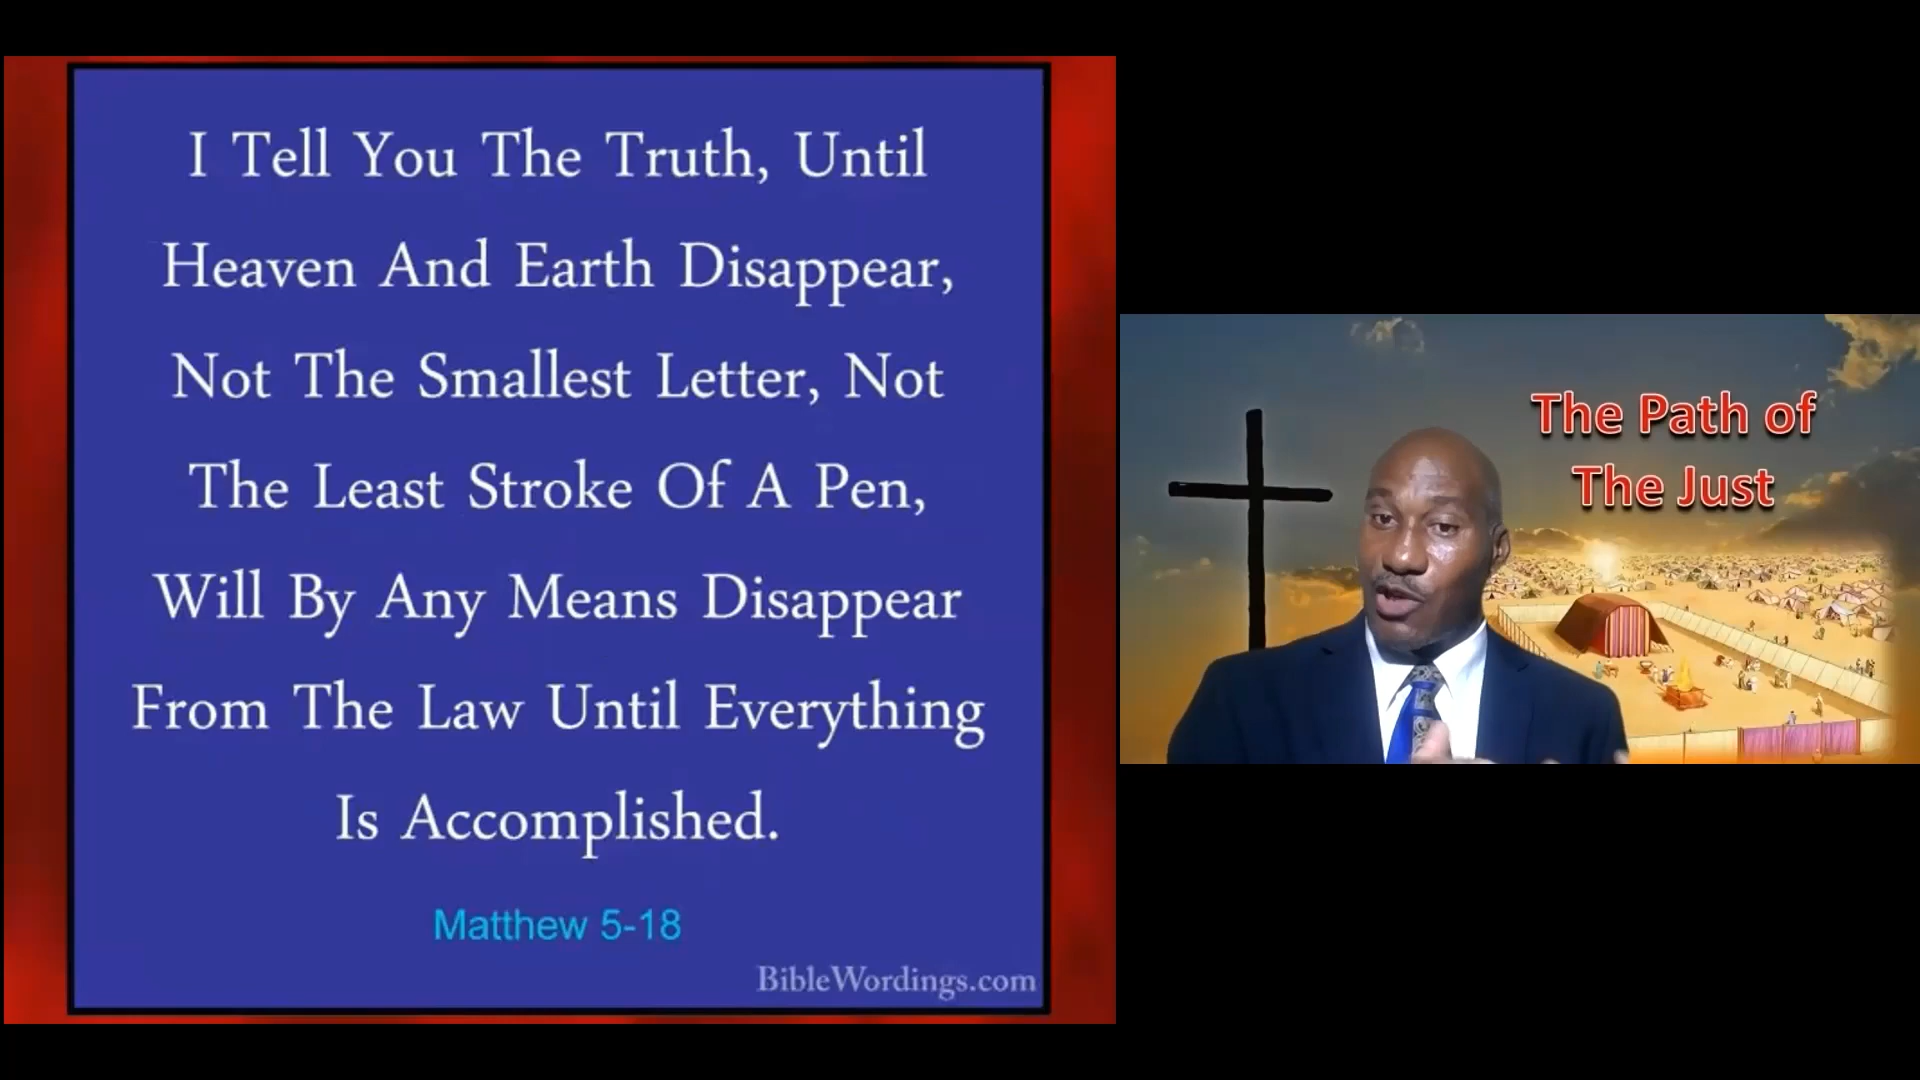 I Tell You The Truth, Until
Heaven And Earth Disappear,
Not The Smallest Letter, Not
The Least Stroke Of A Pen,
Will By Any Means Disappear
From The Law Until Everything
Is Accomplished.
Matthew 5-18
BibleWordings.com
The Path of
The Just